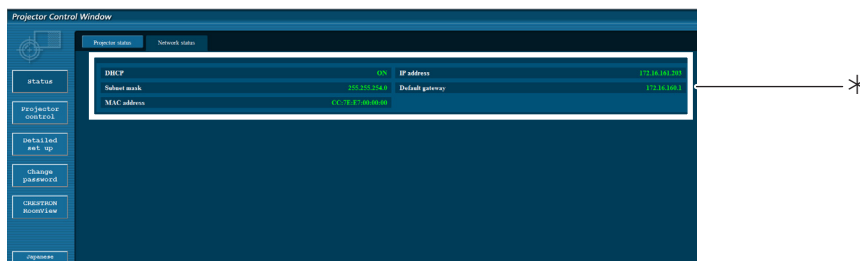 Projector Control Window
Projector status Network status
DHCP ON IP address 172.16.161.203
Subnet mask 255.255.254.0 Default gateway 172.16.160.1
MAC address CC:7E:E7:00:00:00
Status
Projector
control
Detailed
set up
Change
password
CRESTRON
RoomView
Japanese
*